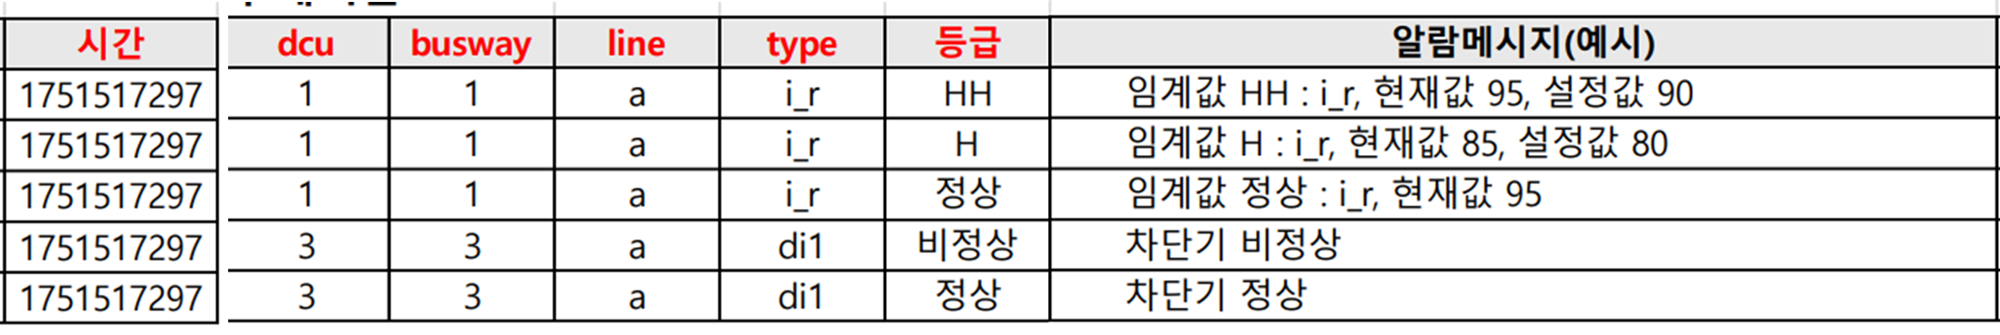 시간 dcu busway line type 등급 알람메시지(예시)
1751517297 1 1 a i_r HH 임계값 HH : i_r, 현재값 95, 설정값 90
1751517297 1 1 a i_r H 임계값 H : i_r, 현재값 85, 설정값 80
1751517297 1 1 a i_r 정상 임계값 정상 : i_r, 현재값 95
1751517297 3 3 a di1 비정상 차단기 비정상
1751517297 3 3 a di1 정상 차단기 정상